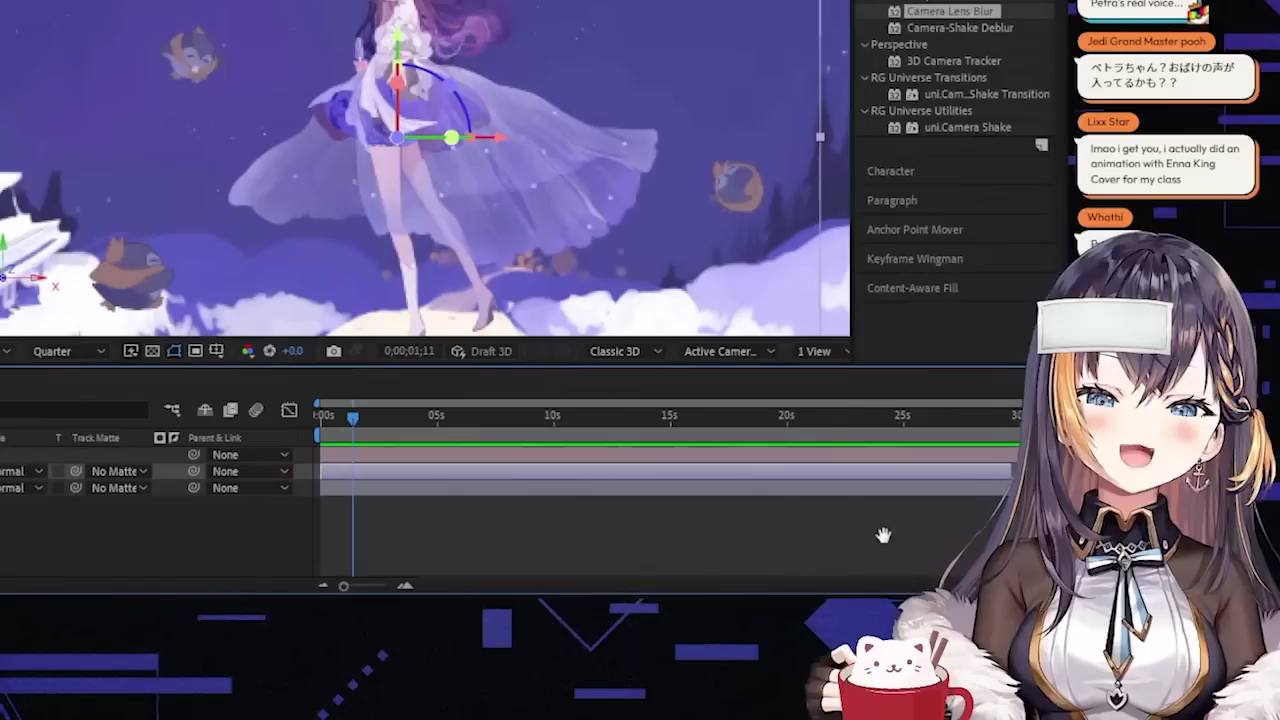 Camera Lens Blur
Camera-Shake Deblur
Perspective
3D Camera Tracker
RG Universe Transitions
uni.Cam...Shake Transition
RG Universe Utilities
uni.Camera Shake
Character
Paragraph
Anchor Point Mover
Keyframe Wingman
Content-Aware Fill
Petra's real voice...
Jedi Grand Master pooh
ペトラちゃん？おばけの声が
入ってるかも？？
Lixx Star
lmao i get you, i actually did an
animation with Enna King
Cover for my class
Whathi
X
Quarter
+0.0
0;00;01;11
Draft 3D
Classic 3D
Active Camer...
1 View
:00s
05s
10s
15s
20s
25s
30
T Track Matte
Parent & Link
None
No Matte
None
No Matte
None